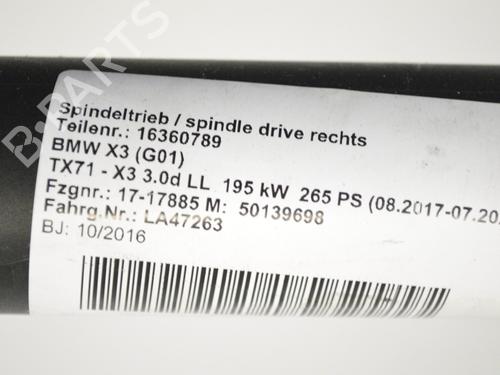 B-PARTS
Spindeltrieb / spindle drive rechts
Teilenr.: 16360789
BMW X3 (G01)
TX71 - X3 3.0d LL 195 kW 265 PS (08.2017-07.20
Fzgnr.: 17-17885 M: 50139698
Fahrg.Nr.: LA47263
BJ: 10/2016